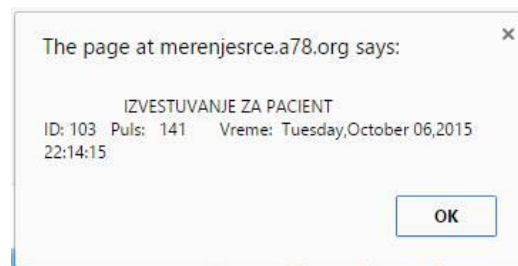 The page at merenjesrce.a78.org says:
IZVESTUVANJE ZA PACIENT
ID: 103 Puls: 141 Vreme: Tuesday,October 06,2015
22:14:15
OK